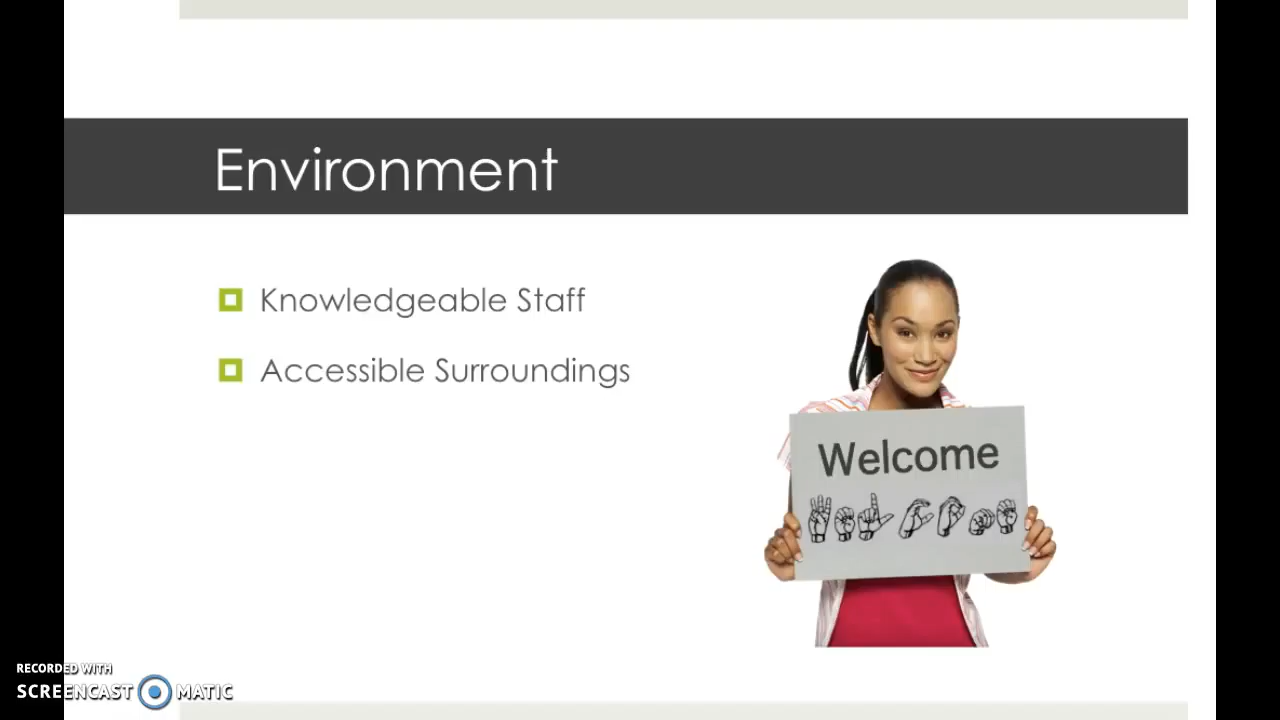 Environment
Knowledgeable Staff
Accessible Surroundings
Welcome
RECORDED WITH
SCREENCAST MATIC